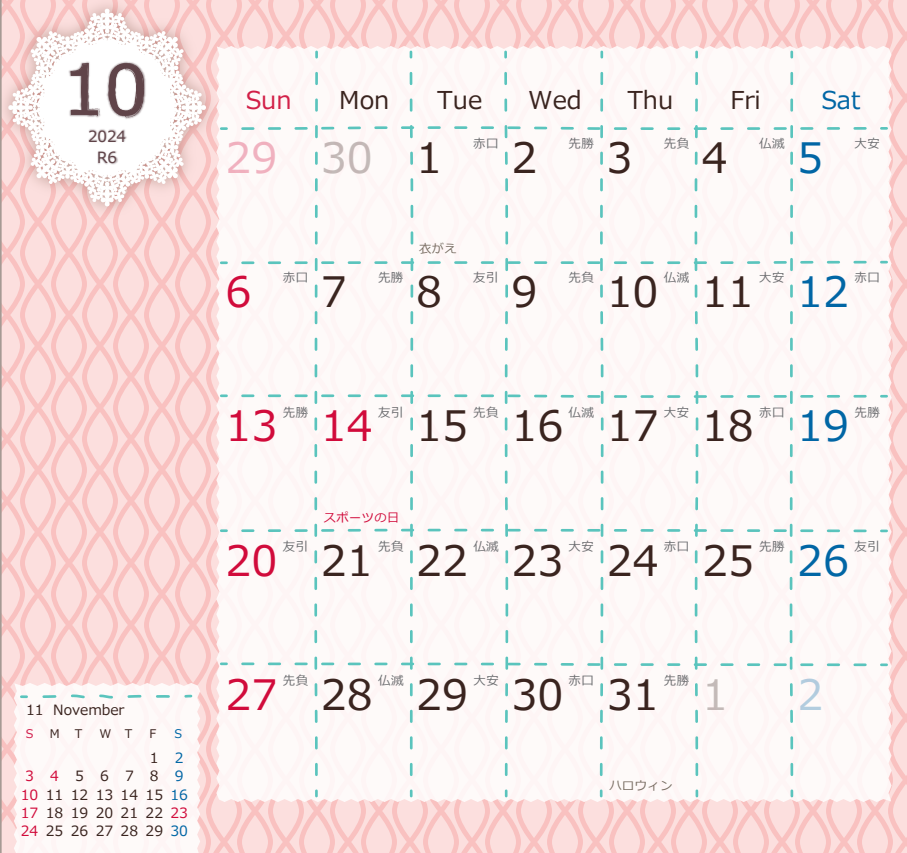 10
2024
R6
Sun Mon Tue Wed Thu Fri Sat
29 30 1 赤口 2 先勝 3 先負 4 仏滅 5 大安
衣がえ
6 赤口 7 先勝 8 友引 9 先負 10 仏滅 11 大安 12 赤口
13 先勝 14 友引 15 先負 16 仏滅 17 大安 18 赤口 19 先勝
スポーツの日
20 友引 21 先負 22 仏滅 23 大安 24 赤口 25 先勝 26 友引
27 先負 28 仏滅 29 大安 30 赤口 31 先勝 1 2
ハロウィン
11 November
S M T W T F S
1 2
3 4 5 6 7 8 9
10 11 12 13 14 15 16
17 18 19 20 21 22 23
24 25 26 27 28 29 30